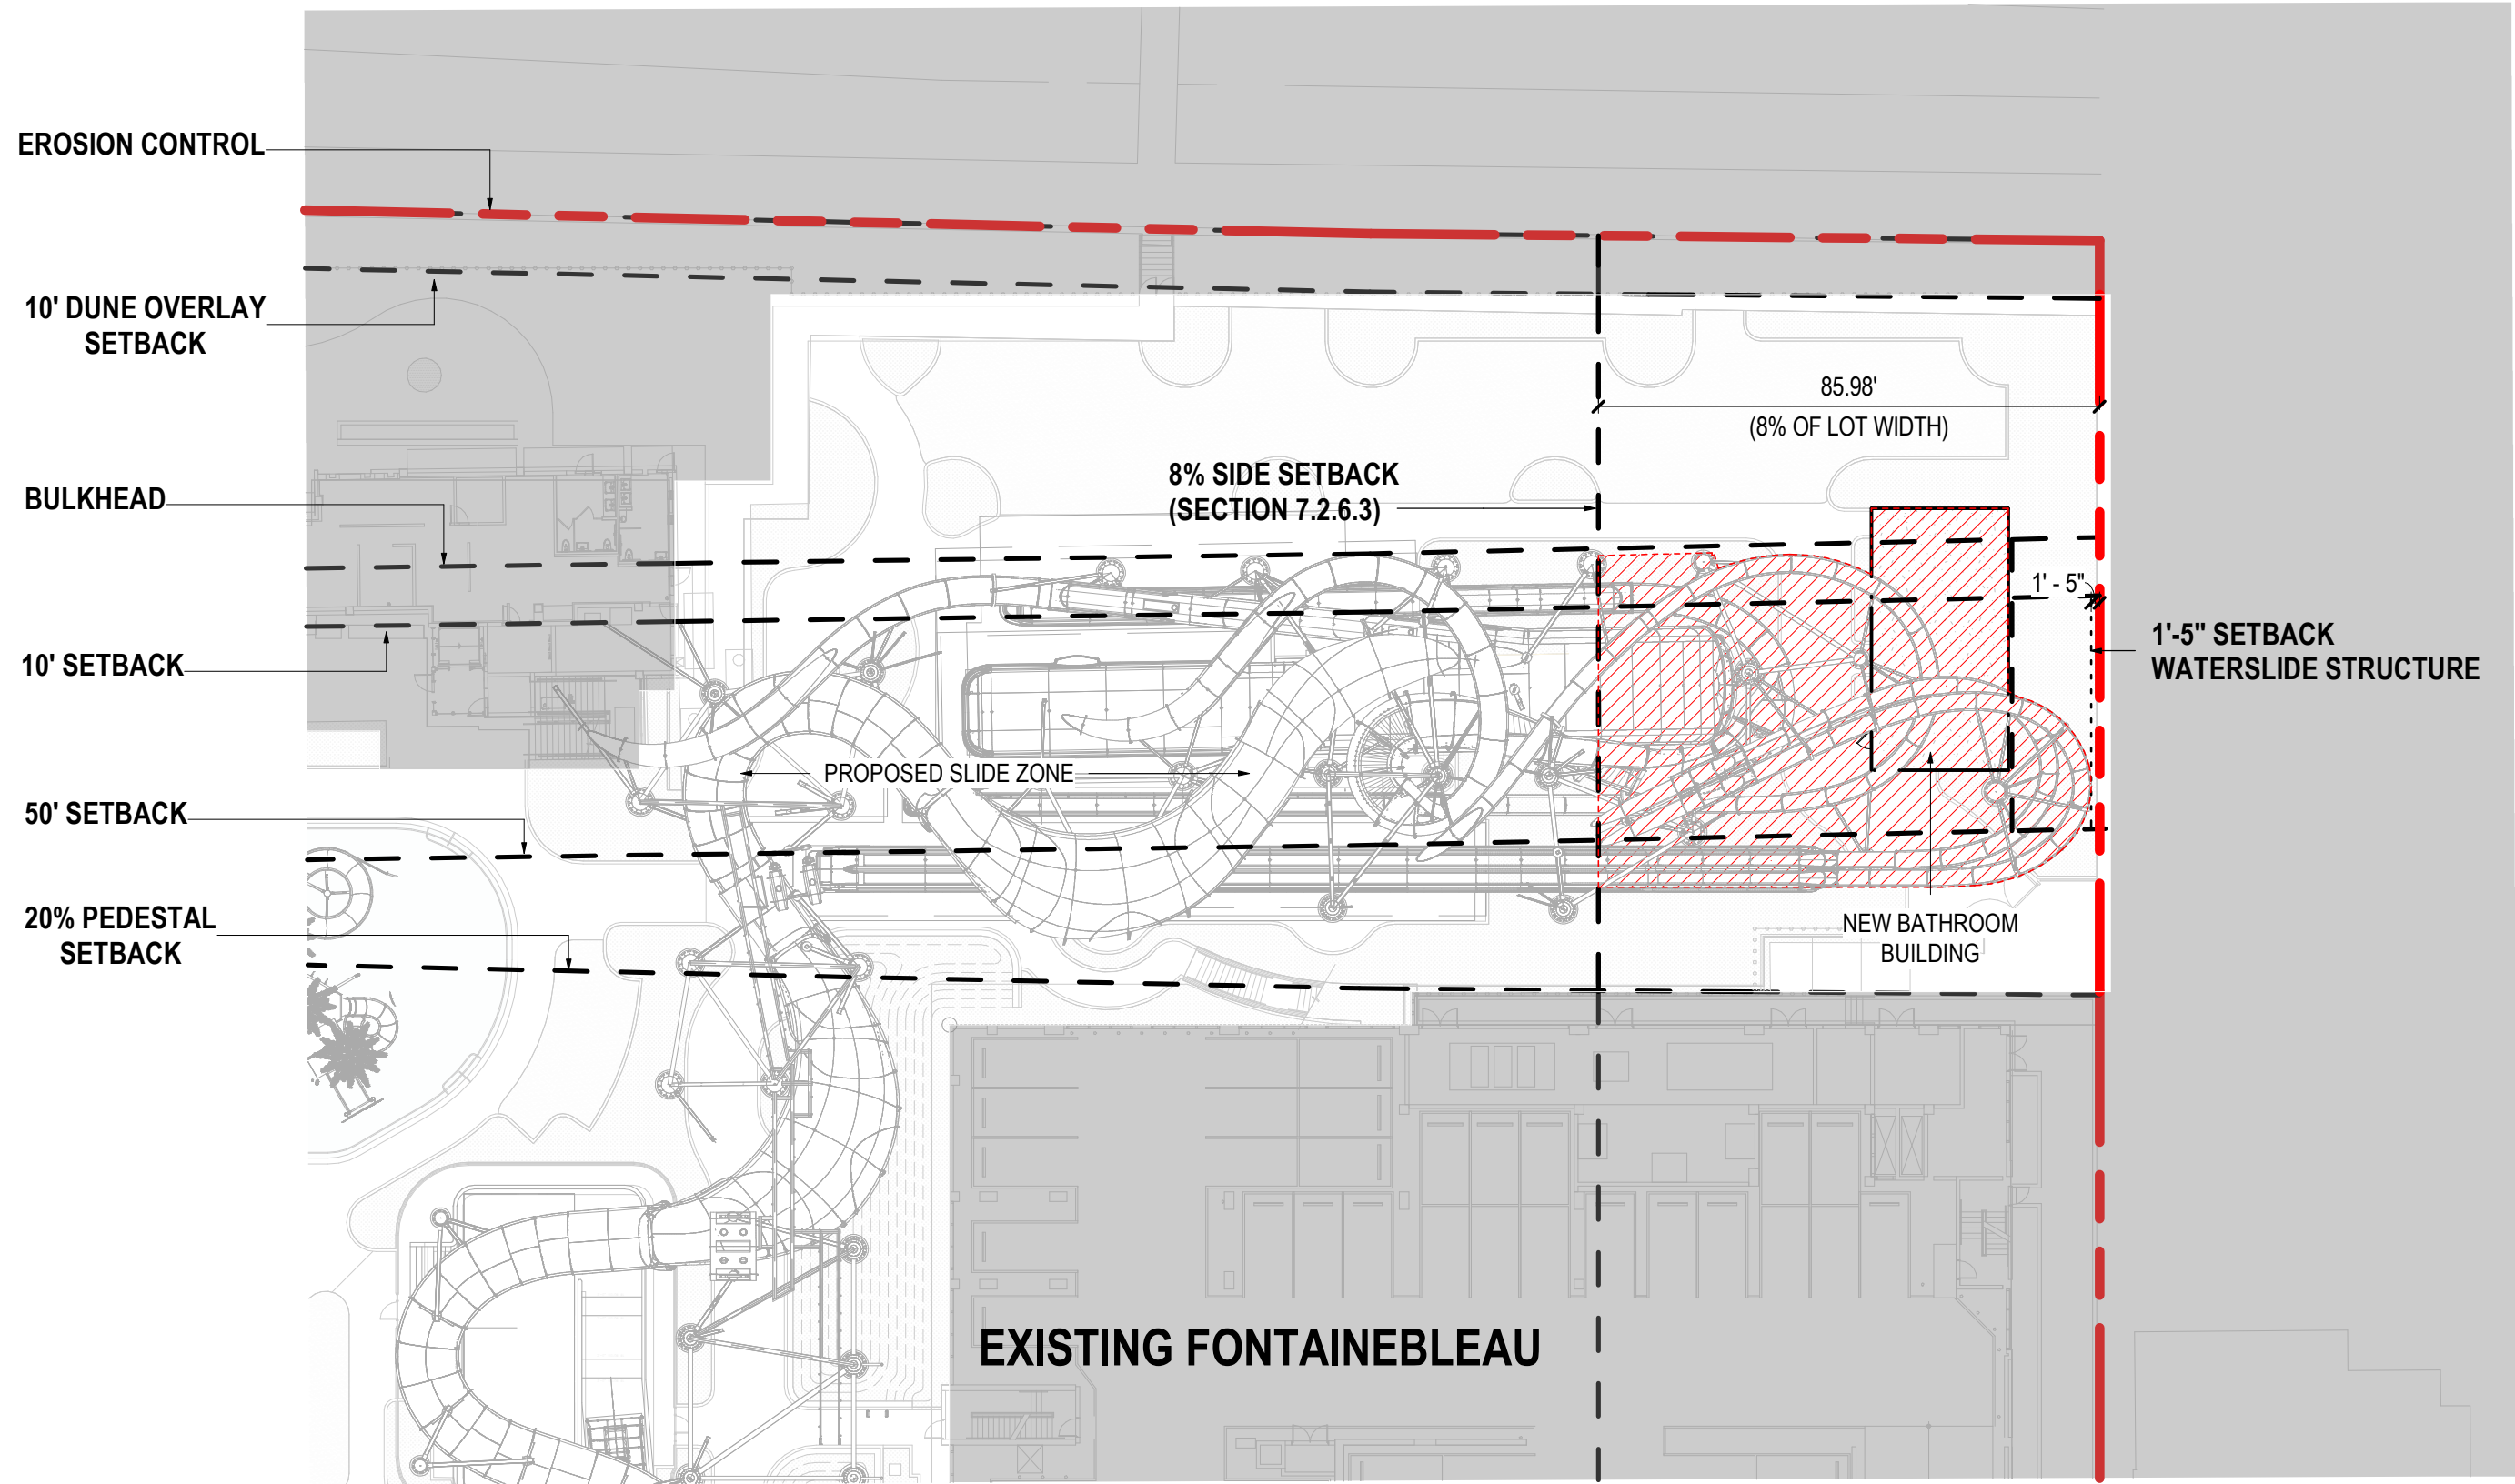 EROSION CONTROL
10' DUNE OVERLAY
SETBACK
85.98'
(8% OF LOT WIDTH)
8% SIDE SETBACK
(SECTION 7.2.6.3)
BULKHEAD
1' - 5"
10' SETBACK
1'-5" SETBACK
WATERSLIDE STRUCTURE
PROPOSED SLIDE ZONE
50' SETBACK
20% PEDESTAL
SETBACK
NEW BATHROOM
BUILDING
EXISTING FONTAINEBLEAU